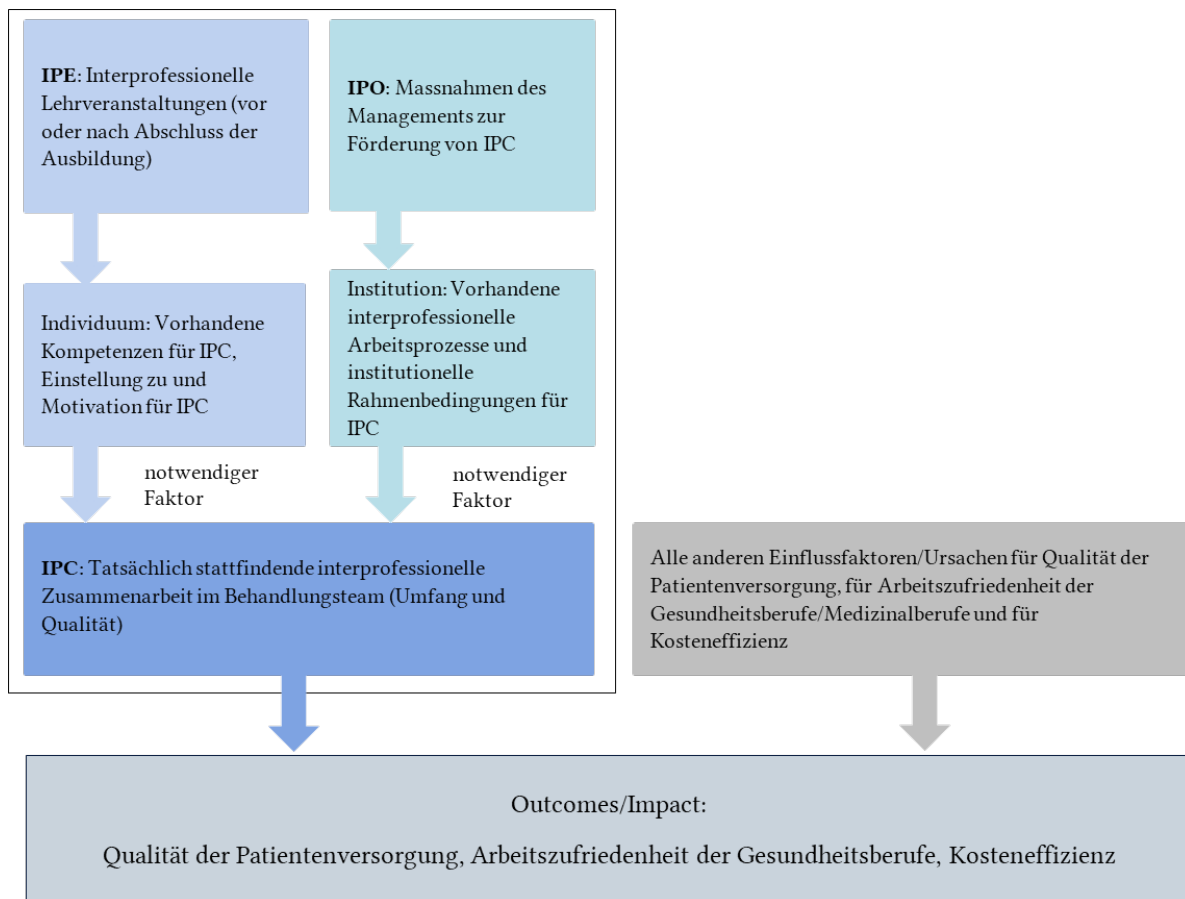 IPE: Interprofessionelle
Lehrveranstaltungen (vor
oder nach Abschluss der
Ausbildung)
IPO: Massnahmen des
Managements zur
Förderung von IPC
Individuum: Vorhandene
Kompetenzen für IPC,
Einstellung zu und
Motivation für IPC
Institution: Vorhandene
interprofessionelle
Arbeitsprozesse und
institutionelle
Rahmenbedingungen für
IPC
notwendiger
Faktor
notwendiger
Faktor
IPC: Tatsächlich stattfindende interprofessionelle
Zusammenarbeit im Behandlungsteam (Umfang und
Qualität)
Alle anderen Einflussfaktoren/Ursachen für Qualität der
Patientenversorgung, für Arbeitszufriedenheit der
Gesundheitsberufe/Medizinalberufe und für
Kosteneffizienz
Outcomes/Impact:
Qualität der Patientenversorgung, Arbeitszufriedenheit der Gesundheitsberufe, Kosteneffizienz